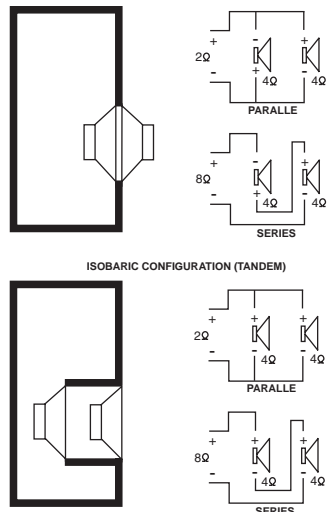 + - +
2Ω
- + -
4Ω 4Ω
PARALLE
+ - +
8Ω
- + -
4Ω 4Ω
SERIES
ISOBARIC CONFIGURATION (TANDEM)
+ + +
2Ω
- - -
4Ω 4Ω
PARALLE
+ + +
8Ω
- - -
4Ω 4Ω
SERIES